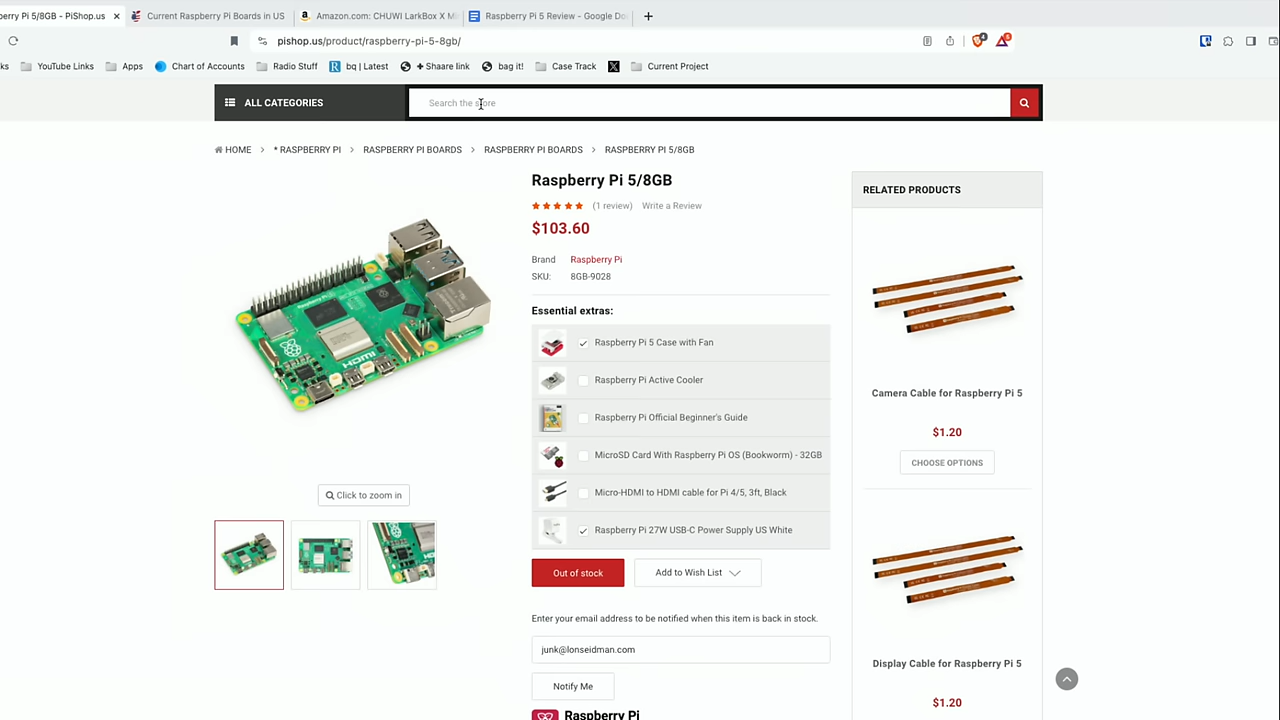 erry Pi 5/8GB - PiShop.us
Current Raspberry Pi Boards in US
Amazon.com: CHUWI LarkBox X M
Raspberry Pi 5 Review - Google Do
pishop.us/product/raspberry-pi-5-8gb/
4
ks YouTube Links Apps Chart of Accounts Radio Stuff bq | Latest + Shaare link bag it! Case Track Current Project
ALL CATEGORIES
Search the store
HOME > * RASPBERRY PI > RASPBERRY PI BOARDS > RASPBERRY PI BOARDS > RASPBERRY PI 5/8GB
Raspberry Pi 5/8GB
(1 review) Write a Review
$103.60
Brand Raspberry Pi
SKU: 8GB-9028
Essential extras:
Raspberry Pi 5 Case with Fan
Raspberry Pi Active Cooler
Raspberry Pi Official Beginner's Guide
MicroSD Card With Raspberry Pi OS (Bookworm) - 32GB
Micro-HDMI to HDMI cable for Pi 4/5, 3ft, Black
Raspberry Pi 27W USB-C Power Supply US White
Out of stock
Add to Wish List
Enter your email address to be notified when this item is back in stock.
junk@lonseidman.com
Notify Me
Raspberry Pi
HDMI
Click to zoom in
RELATED PRODUCTS
Camera Cable for Raspberry Pi 5
$1.20
CHOOSE OPTIONS
Display Cable for Raspberry Pi 5
$1.20